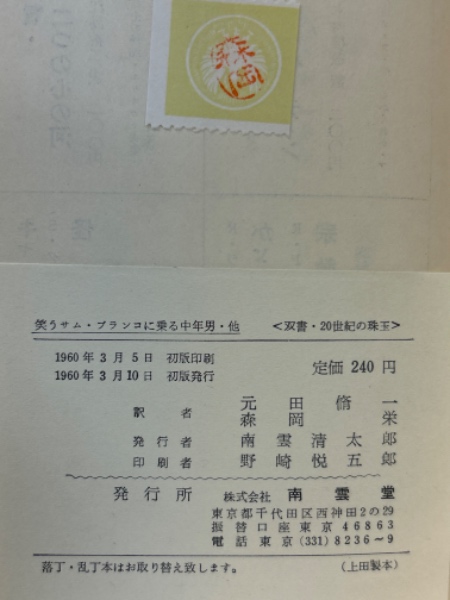 森岡
笑うサム・ブランコに乗る中年男・他 <双書・20世紀の珠玉>
1960年3月5日 初版印刷
1960年3月10日 初版発行
定価 240円
訳者 元田脩一
森岡栄
発行者 南雲清太郎
印刷者 野崎悦五郎
発行所 株式会社 南雲堂
東京都千代田区西神田2の29
振替口座東京46863
電話東京(331)8236~9
落丁・乱丁本はお取り替え致します。 (上田製本)